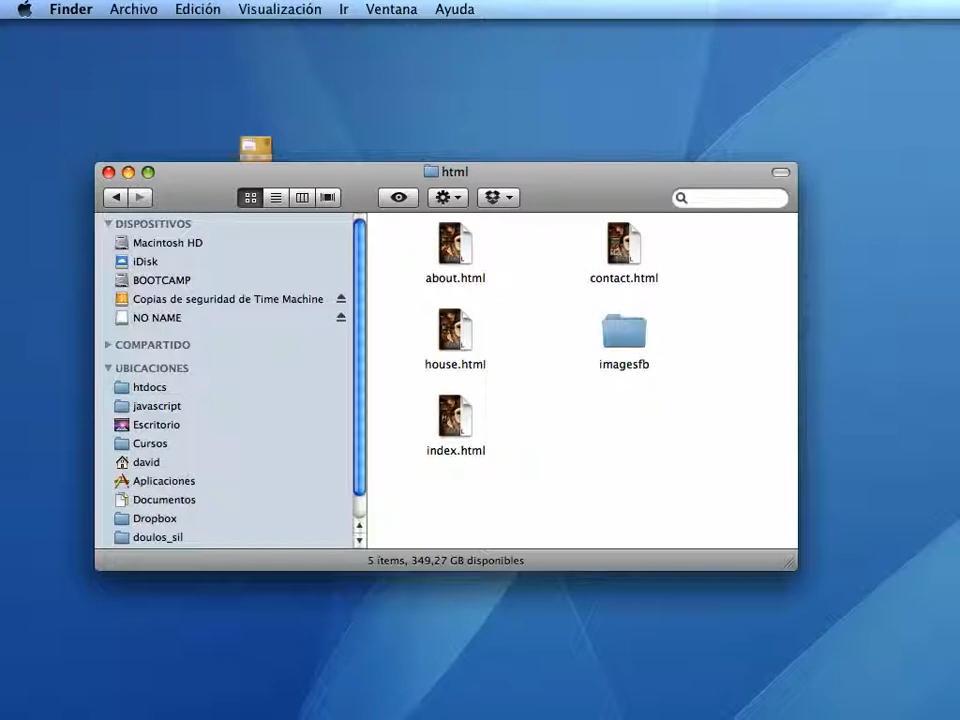 Finder Archivo Edición Visualización Ir Ventana Ayuda
html
DISPOSITIVOS
Macintosh HD
iDisk
BOOTCAMP
Copias de seguridad de Time Machine
NO NAME
COMPARTIDO
UBICACIONES
htdocs
javascript
Escritorio
Cursos
david
Aplicaciones
Documentos
Dropbox
doulos_sil
about.html
contact.html
house.html
imagesfb
index.html
5 ítems, 349,27 GB disponibles